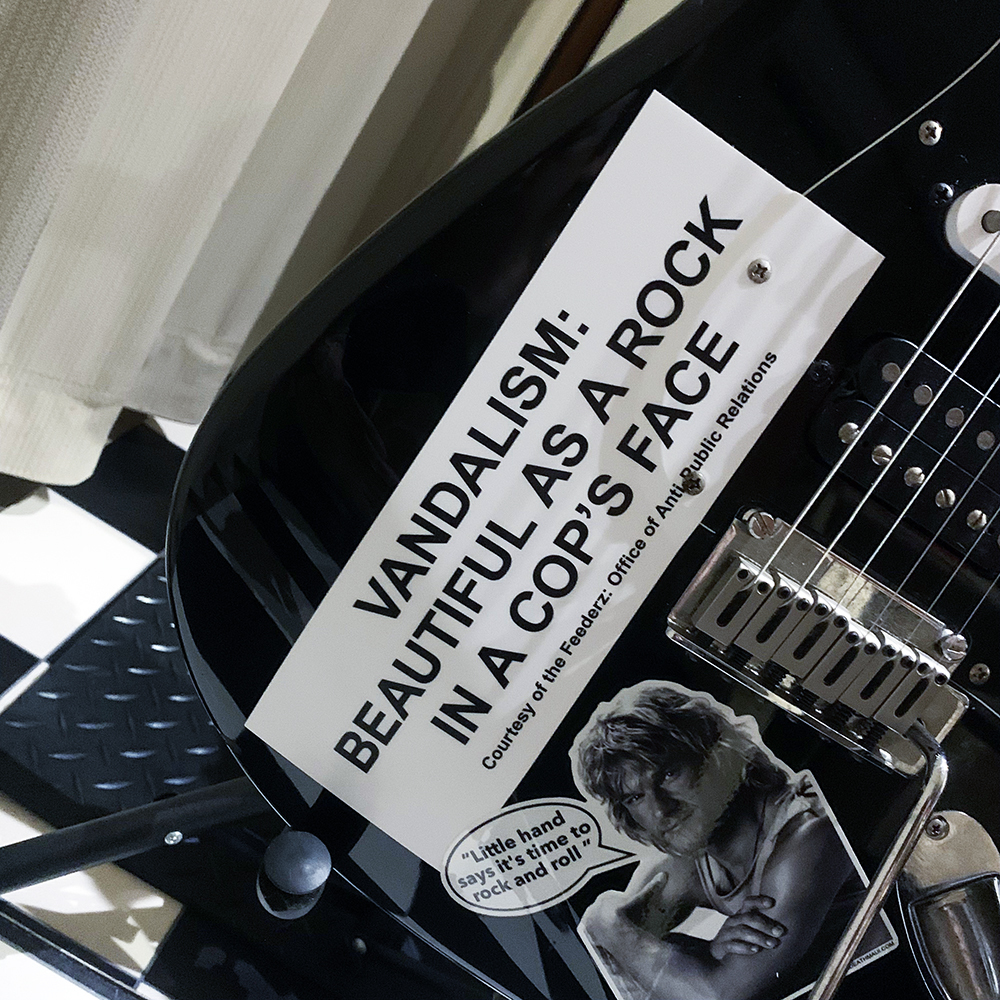 VANDALISM:
BEAUTIFUL AS A ROCK
IN A COP'S FACE
Courtesy of the Feederz: Office of Anti-Public Relations
"Little hand
says it's time to
rock and roll"